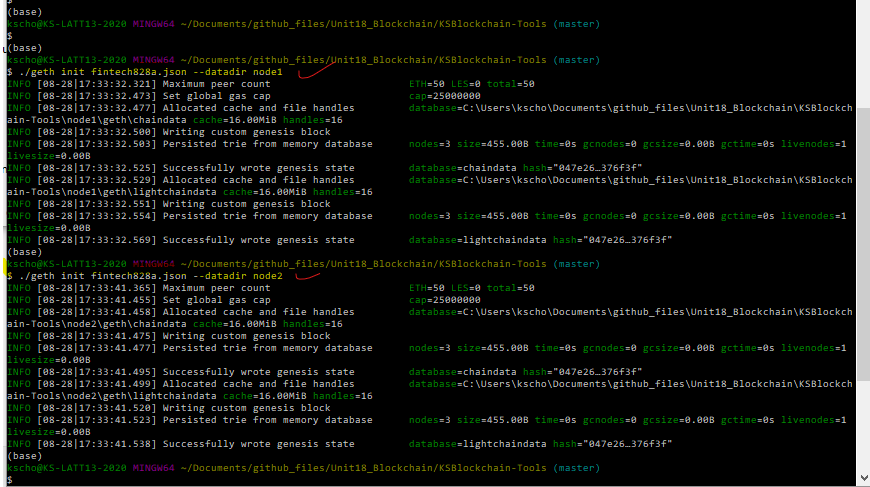 (base)
kscho@KS-LATT13-2020 MINGW64 ~/Documents/github_files/Unit18_Blockchain/KSBlockchain-Tools (master)
$
(base)
kscho@KS-LATT13-2020 MINGW64 ~/Documents/github_files/Unit18_Blockchain/KSBlockchain-Tools (master)
$ ./geth init fintech828a.json --datadir node1
INFO [08-28|17:33:32.321] Maximum peer count ETH=50 LES=0 total=50
INFO [08-28|17:33:32.473] Set global gas cap cap=25000000
INFO [08-28|17:33:32.477] Allocated cache and file handles database=C:\Users\kscho\Documents\github_files\Unit18_Blockchain\KSBlockch
ain-Tools\node1\geth\chaindata cache=16.00MiB handles=16
INFO [08-28|17:33:32.500] Writing custom genesis block
INFO [08-28|17:33:32.503] Persisted trie from memory database nodes=3 size=455.00B time=0s gcnodes=0 gcsize=0.00B gctime=0s livenodes=1
livesize=0.00B
INFO [08-28|17:33:32.525] Successfully wrote genesis state database=chaindata hash="047e26…376f3f"
INFO [08-28|17:33:32.529] Allocated cache and file handles database=C:\Users\kscho\Documents\github_files\Unit18_Blockchain\KSBlockch
ain-Tools\node1\geth\lightchaindata cache=16.00MiB handles=16
INFO [08-28|17:33:32.551] Writing custom genesis block
INFO [08-28|17:33:32.554] Persisted trie from memory database nodes=3 size=455.00B time=0s gcnodes=0 gcsize=0.00B gctime=0s livenodes=1
livesize=0.00B
INFO [08-28|17:33:32.569] Successfully wrote genesis state database=lightchaindata hash="047e26…376f3f"
(base)
kscho@KS-LATT13-2020 MINGW64 ~/Documents/github_files/Unit18_Blockchain/KSBlockchain-Tools (master)
$ ./geth init fintech828a.json --datadir node2
INFO [08-28|17:33:41.365] Maximum peer count ETH=50 LES=0 total=50
INFO [08-28|17:33:41.455] Set global gas cap cap=25000000
INFO [08-28|17:33:41.458] Allocated cache and file handles database=C:\Users\kscho\Documents\github_files\Unit18_Blockchain\KSBlockch
ain-Tools\node2\geth\chaindata cache=16.00MiB handles=16
INFO [08-28|17:33:41.475] Writing custom genesis block
INFO [08-28|17:33:41.477] Persisted trie from memory database nodes=3 size=455.00B time=0s gcnodes=0 gcsize=0.00B gctime=0s livenodes=1
livesize=0.00B
INFO [08-28|17:33:41.495] Successfully wrote genesis state database=chaindata hash="047e26…376f3f"
INFO [08-28|17:33:41.499] Allocated cache and file handles database=C:\Users\kscho\Documents\github_files\Unit18_Blockchain\KSBlockch
ain-Tools\node2\geth\lightchaindata cache=16.00MiB handles=16
INFO [08-28|17:33:41.520] Writing custom genesis block
INFO [08-28|17:33:41.523] Persisted trie from memory database nodes=3 size=455.00B time=0s gcnodes=0 gcsize=0.00B gctime=0s livenodes=1
livesize=0.00B
INFO [08-28|17:33:41.538] Successfully wrote genesis state database=lightchaindata hash="047e26…376f3f"
(base)
kscho@KS-LATT13-2020 MINGW64 ~/Documents/github_files/Unit18_Blockchain/KSBlockchain-Tools (master)
$